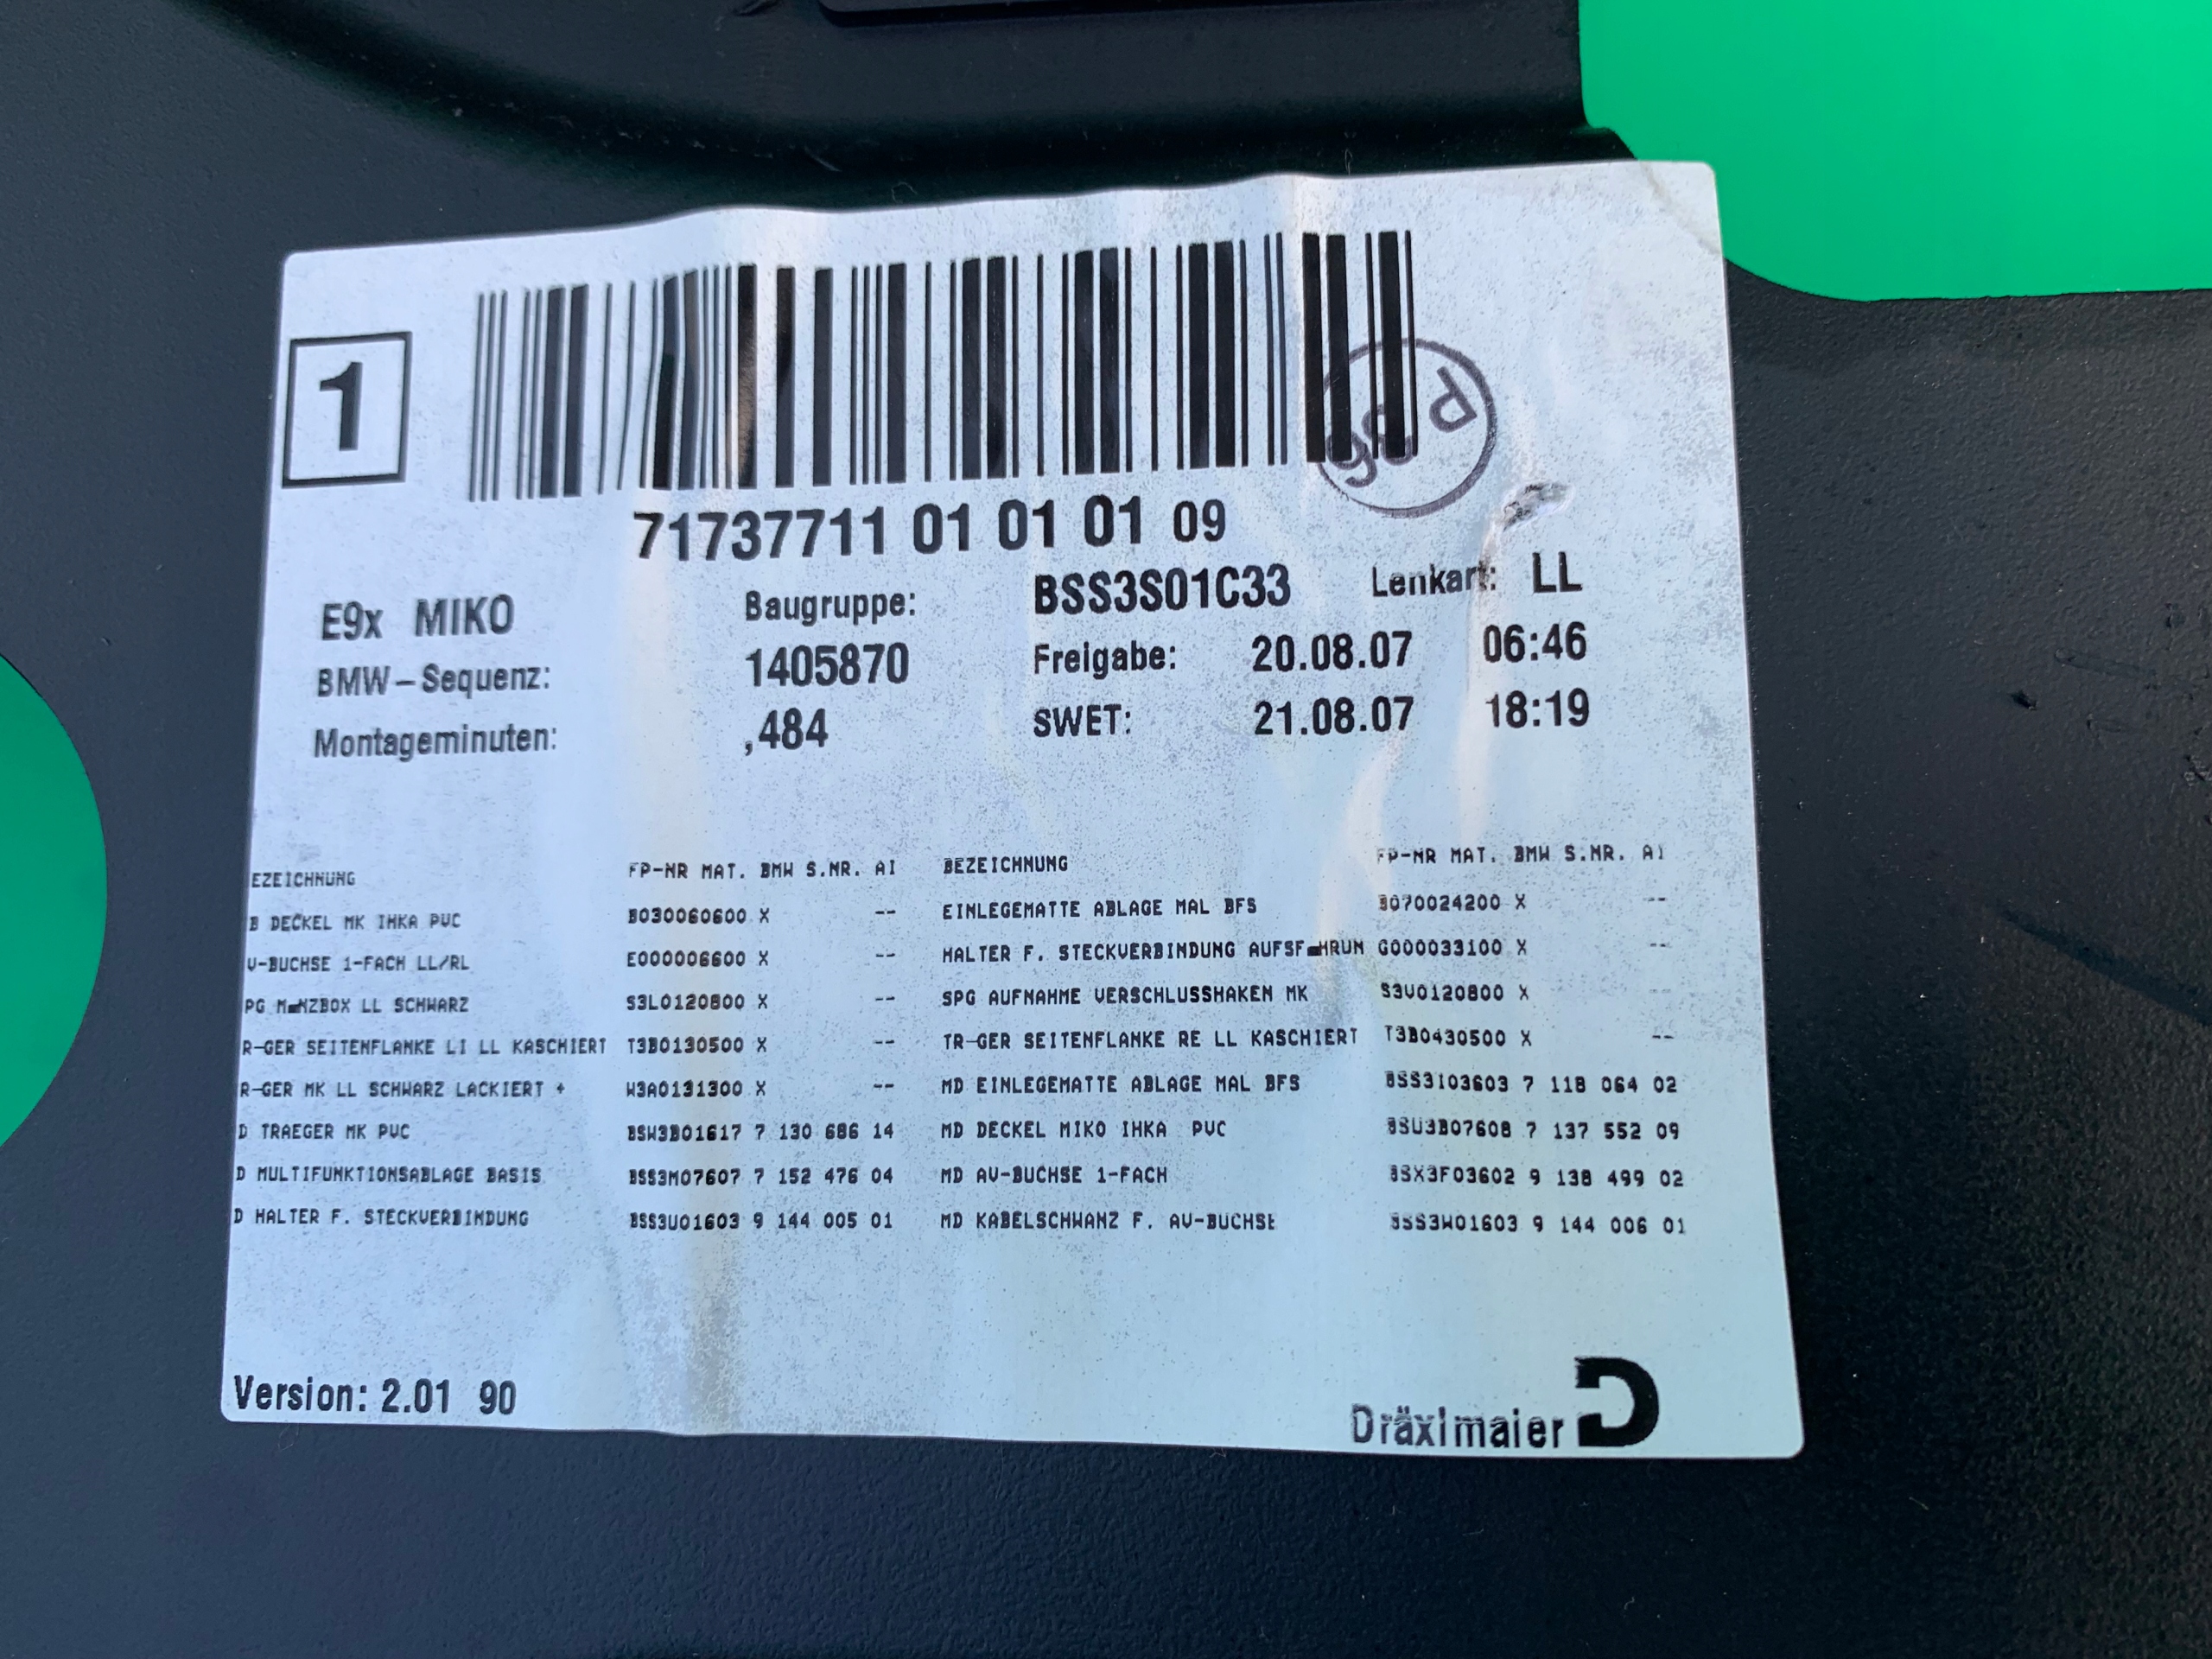 1
71737711 01 01 01 09
E9x MIKO Baugruppe: BSS3S01C33 Lenkart: LL
BMW-Sequenz: 1405870 Freigabe: 20.08.07 06:46
Montageminuten: ,484 SWET: 21.08.07 18:19
EZEICHNUNG FP-NR MAT. BMW S.NR. AI BEZEICHNUNG FP-NR MAT. BMW S.NR. AI
B DECKEL MK IHKA PVC B030060600 X -- EINLEGEMATTE ABLAGE MAL BFS B070024200 X --
V-BUCHSE 1-FACH LL/RL E000006600 X -- HALTER F. STECKVERBINDUNG AUFSF■HRUN G000033100 X --
PG M■NZBOX LL SCHWARZ S3L0120800 X -- SPG AUFNAHME VERSCHLUSSHAKEN MK S3V0120800 X --
R-GER SEITENFLANKE LI LL KASCHIERT T3B0130500 X -- TR-GER SEITENFLANKE RE LL KASCHIERT T3B0430500 X --
R-GER MK LL SCHWARZ LACKIERT + W3A0131300 X -- MD EINLEGEMATTE ABLAGE MAL BFS BSS3103603 7 118 064 02
D TRAEGER MK PVC BSW3B01617 7 130 686 14 MD DECKEL MIKO IHKA PVC BSU3B07608 7 137 552 09
D MULTIFUNKTIONSABLAGE BASIS BSS3M07607 7 152 476 04 MD AV-BUCHSE 1-FACH BSX3F03602 9 138 499 02
D HALTER F. STECKVERBINDUNG BSS3U01603 9 144 005 01 MD KABELSCHWANZ F. AV-BUCHSE BSS3W01603 9 144 006 01
Version: 2.01 90
Dräxlmaier